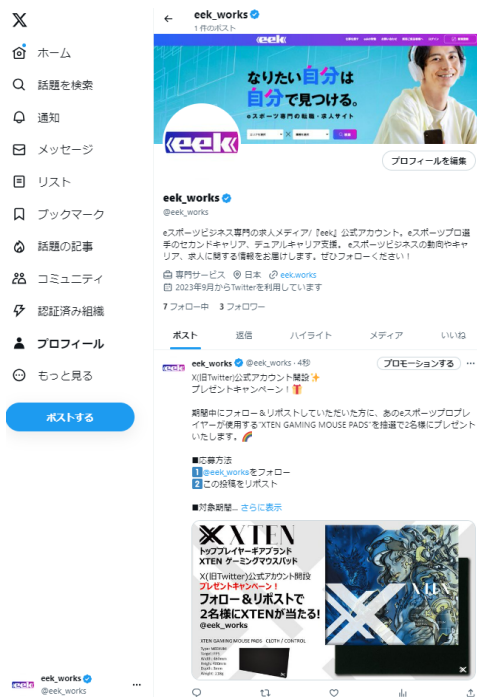 X
ホーム
話題を検索
通知
メッセージ
リスト
ブックマーク
話題の記事
コミュニティ
認証済み組織
プロフィール
もっと見る
ポストする
eek_works
@eek_works
eek_works
1 件のポスト
eek
なりたい自分は
自分で見つける。
eスポーツ専門の転職・求人サイト
eek
プロフィールを編集
eek_works
@eek_works
eスポーツビジネス専門の求人メディア/『eek』公式アカウント。eスポーツプロ選
手のセカンドキャリア、デュアルキャリア支援。 eスポーツビジネスの動向やキャ
リア、求人に関する情報をお届けします。ぜひフォローください！
専門サービス 日本 eek.works
2023年9月からTwitterを利用しています
7 フォロー中 3 フォロワー
ポスト 返信 ハイライト メディア いいね
eek
eek_works @eek_works · 4秒 プロモーションする
X(旧Twitter)公式アカウント開設✨
プレゼントキャンペーン！🎁
期間中にフォロー＆リポストしていただいた方に、あのeスポーツプロプレ
イヤーが使用する"XTEN GAMING MOUSE PADS"を抽選で2名様にプレゼント
いたします。🌈
■応募方法
1️⃣@eek_worksをフォロー
2️⃣この投稿をリポスト
■対象期間... さらに表示
XTEN
トッププレイヤーギアブランド
XTEN ゲーミングマウスパッド
X(旧Twitter)公式アカウント開設
プレゼントキャンペーン！
フォロー＆リポストで
2名様にXTENが当たる!
@eek_works
XTEN GAMING MOUSE PADS CLOTH / CONTROL
XTEN